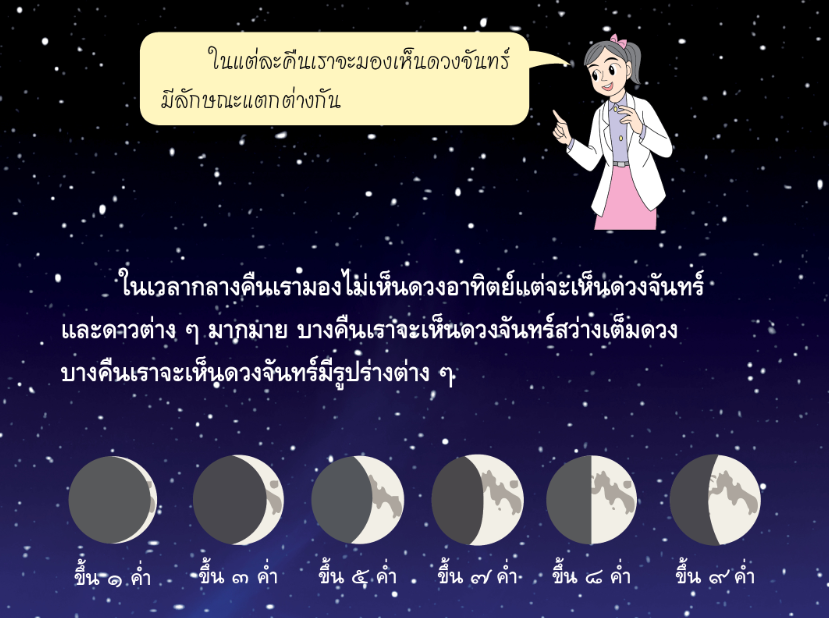 ในแต่ละคืนเราจะมองเห็นดวงจันทร์
มีลักษณะแตกต่างกัน
ในเวลากลางคืนเรามองไม่เห็นดวงอาทิตย์แต่จะเห็นดวงจันทร์
และดาวต่าง ๆ มากมาย บางคืนเราจะเห็นดวงจันทร์สว่างเต็มดวง
บางคืนเราจะเห็นดวงจันทร์มีรูปร่างต่าง ๆ
ขึ้น ๑ ค่ำ
ขึ้น ๓ ค่ำ
ขึ้น ๕ ค่ำ
ขึ้น ๗ ค่ำ
ขึ้น ๘ ค่ำ
ขึ้น ๙ ค่ำ